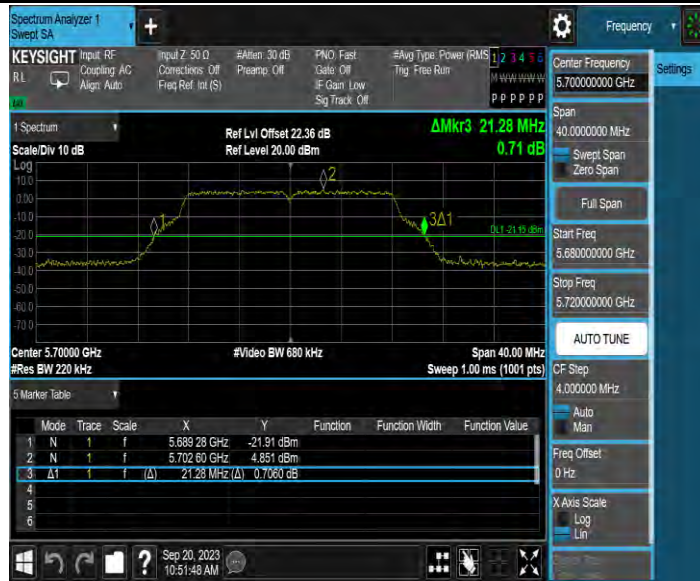 Spectrum Analyzer 1
Swept SA
+
Frequency
KEYSIGHT
RL
Input: RF
Coupling: AC
Align: Auto
Input Z: 50 Ω
Corrections: Off
Freq Ref: Int (S)
#Atten: 30 dB
Preamp: Off
PNO: Fast
Gate: Off
IF Gain: Low
Sig Track: Off
#Avg Type: Power (RMS
Trig: Free Run
1 2 3 4 5 6
M W W W W W
P P P P P P
1 Spectrum
Scale/Div 10 dB
Ref Lvl Offset 22.36 dB
Ref Level 20.00 dBm
ΔMkr3 21.28 MHz
0.71 dB
Log
10.0
0.00
-10.0
-20.0
-30.0
-40.0
-50.0
-60.0
-70.0
1
2
3Δ1
DL1 -21.15 dBm
Center 5.70000 GHz
#Video BW 680 kHz
Span 40.00 MHz
#Res BW 220 kHz
Sweep 1.00 ms (1001 pts)
5 Marker Table
Mode Trace Scale X Y Function Function Width Function Value
1 N 1 f 5.689 28 GHz -21.91 dBm
2 N 1 f 5.702 60 GHz 4.851 dBm
3 Δ1 1 f (Δ) 21.28 MHz (Δ) 0.7060 dB
4
5
6
Sep 20, 2023
10:51:48 AM
?
Center Frequency
5.700000000 GHz
Settings
Span
40.0000000 MHz
Swept Span
Zero Span
Full Span
Start Freq
5.680000000 GHz
Stop Freq
5.720000000 GHz
AUTO TUNE
CF Step
4.000000 MHz
Auto
Man
Freq Offset
0 Hz
X Axis Scale
Log
Lin